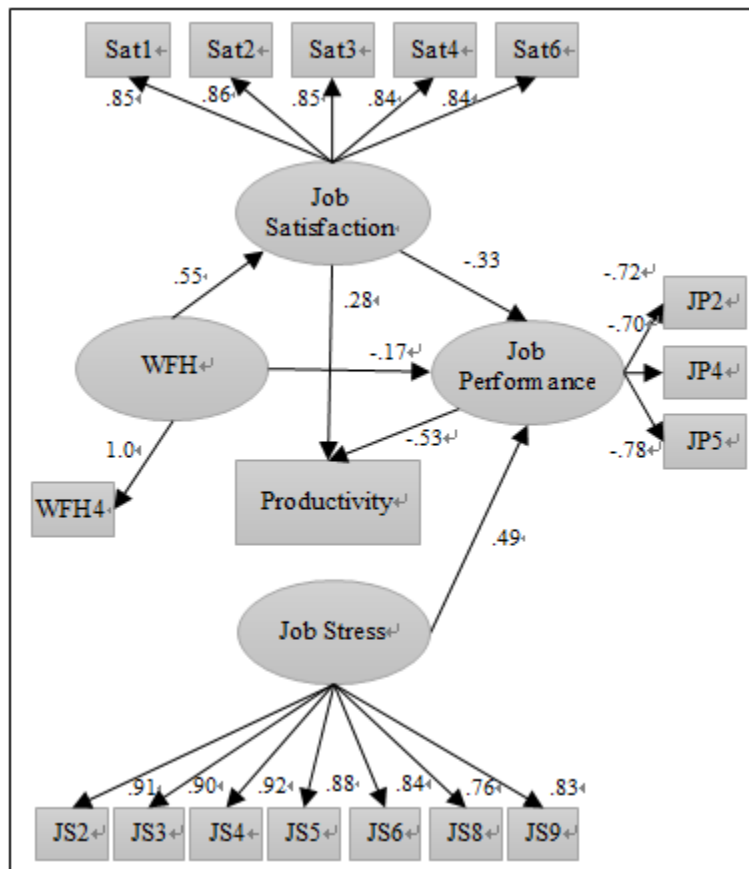 Sat1 Sat2 Sat3 Sat4 Sat6
.85 .86 .85 .84 .84
Job
Satisfaction
.55
-.33
.28
-.72
JP2
-.70
WFH
-.17
Job
Performance
JP4
1.0
-.53
-.78
JP5
WFH4
Productivity
.49
Job Stress
.91 .90 .92 .88 .84 .76 .83
JS2 JS3 JS4 JS5 JS6 JS8 JS9